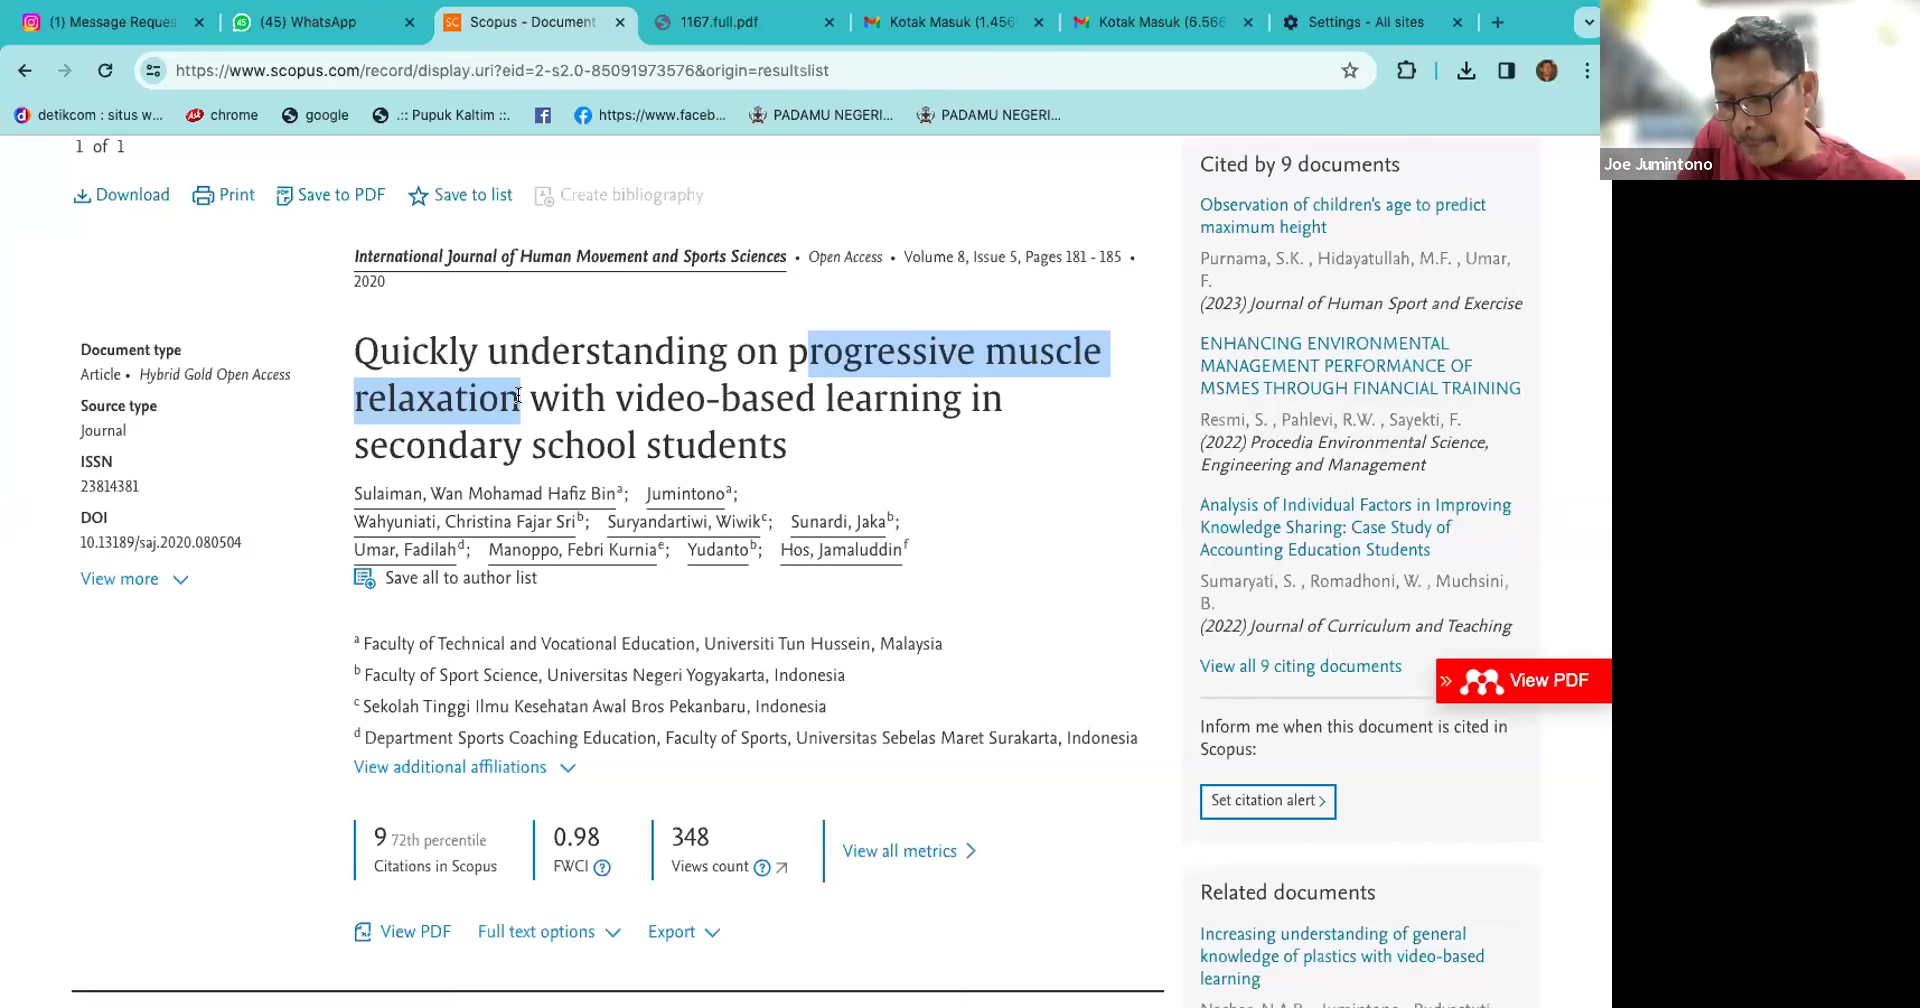 (1) Message Reques
(45) WhatsApp
Scopus - Document
1167.full.pdf
Kotak Masuk (1.456
Kotak Masuk (6.566
Settings - All sites
https://www.scopus.com/record/display.uri?eid=2-s2.0-85091973576&origin=resultslist
detikcom : situs w...
chrome
google
.:: Pupuk Kaltim ::.
https://www.faceb...
PADAMU NEGERI...
PADAMU NEGERI...
Joe Jumintono
1 of 1
Download
Print
Save to PDF
Save to list
Create bibliography
International Journal of Human Movement and Sports Sciences • Open Access • Volume 8, Issue 5, Pages 181 - 185 •
2020
Document type
Article • Hybrid Gold Open Access
Source type
Journal
ISSN
23814381
DOI
10.13189/saj.2020.080504
View more
Quickly understanding on progressive muscle
relaxation with video-based learning in
secondary school students
Sulaiman, Wan Mohamad Hafiz Binᵃ; Jumintonoᵃ;
Wahyuniati, Christina Fajar Sriᵇ; Suryandartiwi, Wiwikᶜ; Sunardi, Jakaᵇ;
Umar, Fadilahᵈ; Manoppo, Febri Kurniaᵉ; Yudantoᵇ; Hos, Jamaluddinᶠ
Save all to author list
ᵃ Faculty of Technical and Vocational Education, Universiti Tun Hussein, Malaysia
ᵇ Faculty of Sport Science, Universitas Negeri Yogyakarta, Indonesia
ᶜ Sekolah Tinggi Ilmu Kesehatan Awal Bros Pekanbaru, Indonesia
ᵈ Department Sports Coaching Education, Faculty of Sports, Universitas Sebelas Maret Surakarta, Indonesia
View additional affiliations
9 72th percentile
Citations in Scopus
0.98
FWCI
348
Views count
View all metrics
View PDF
Full text options
Export
Cited by 9 documents
Observation of children's age to predict
maximum height
Purnama, S.K. , Hidayatullah, M.F. , Umar,
F.
(2023) Journal of Human Sport and Exercise
ENHANCING ENVIRONMENTAL
MANAGEMENT PERFORMANCE OF
MSMES THROUGH FINANCIAL TRAINING
Resmi, S. , Pahlevi, R.W. , Sayekti, F.
(2022) Procedia Environmental Science,
Engineering and Management
Analysis of Individual Factors in Improving
Knowledge Sharing: Case Study of
Accounting Education Students
Sumaryati, S. , Romadhoni, W. , Muchsini,
B.
(2022) Journal of Curriculum and Teaching
View all 9 citing documents
View PDF
Inform me when this document is cited in
Scopus:
Set citation alert
Related documents
Increasing understanding of general
knowledge of plastics with video-based
learning